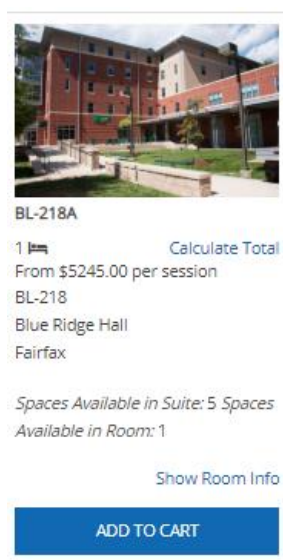 BL-218A
1 Calculate Total
From $5245.00 per session
BL-218
Blue Ridge Hall
Fairfax
Spaces Available in Suite: 5 Spaces
Available in Room: 1
Show Room Info
ADD TO CART